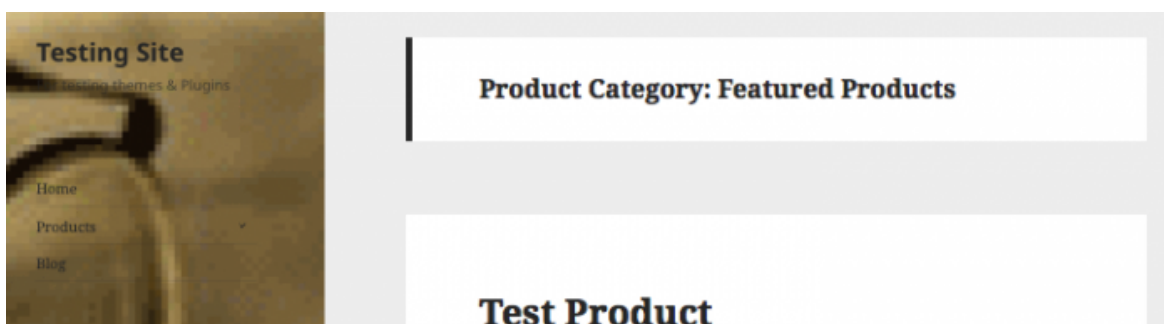 Testing Site
testing themes & Plugins
Home
Products
Blog
Product Category: Featured Products
Test Product